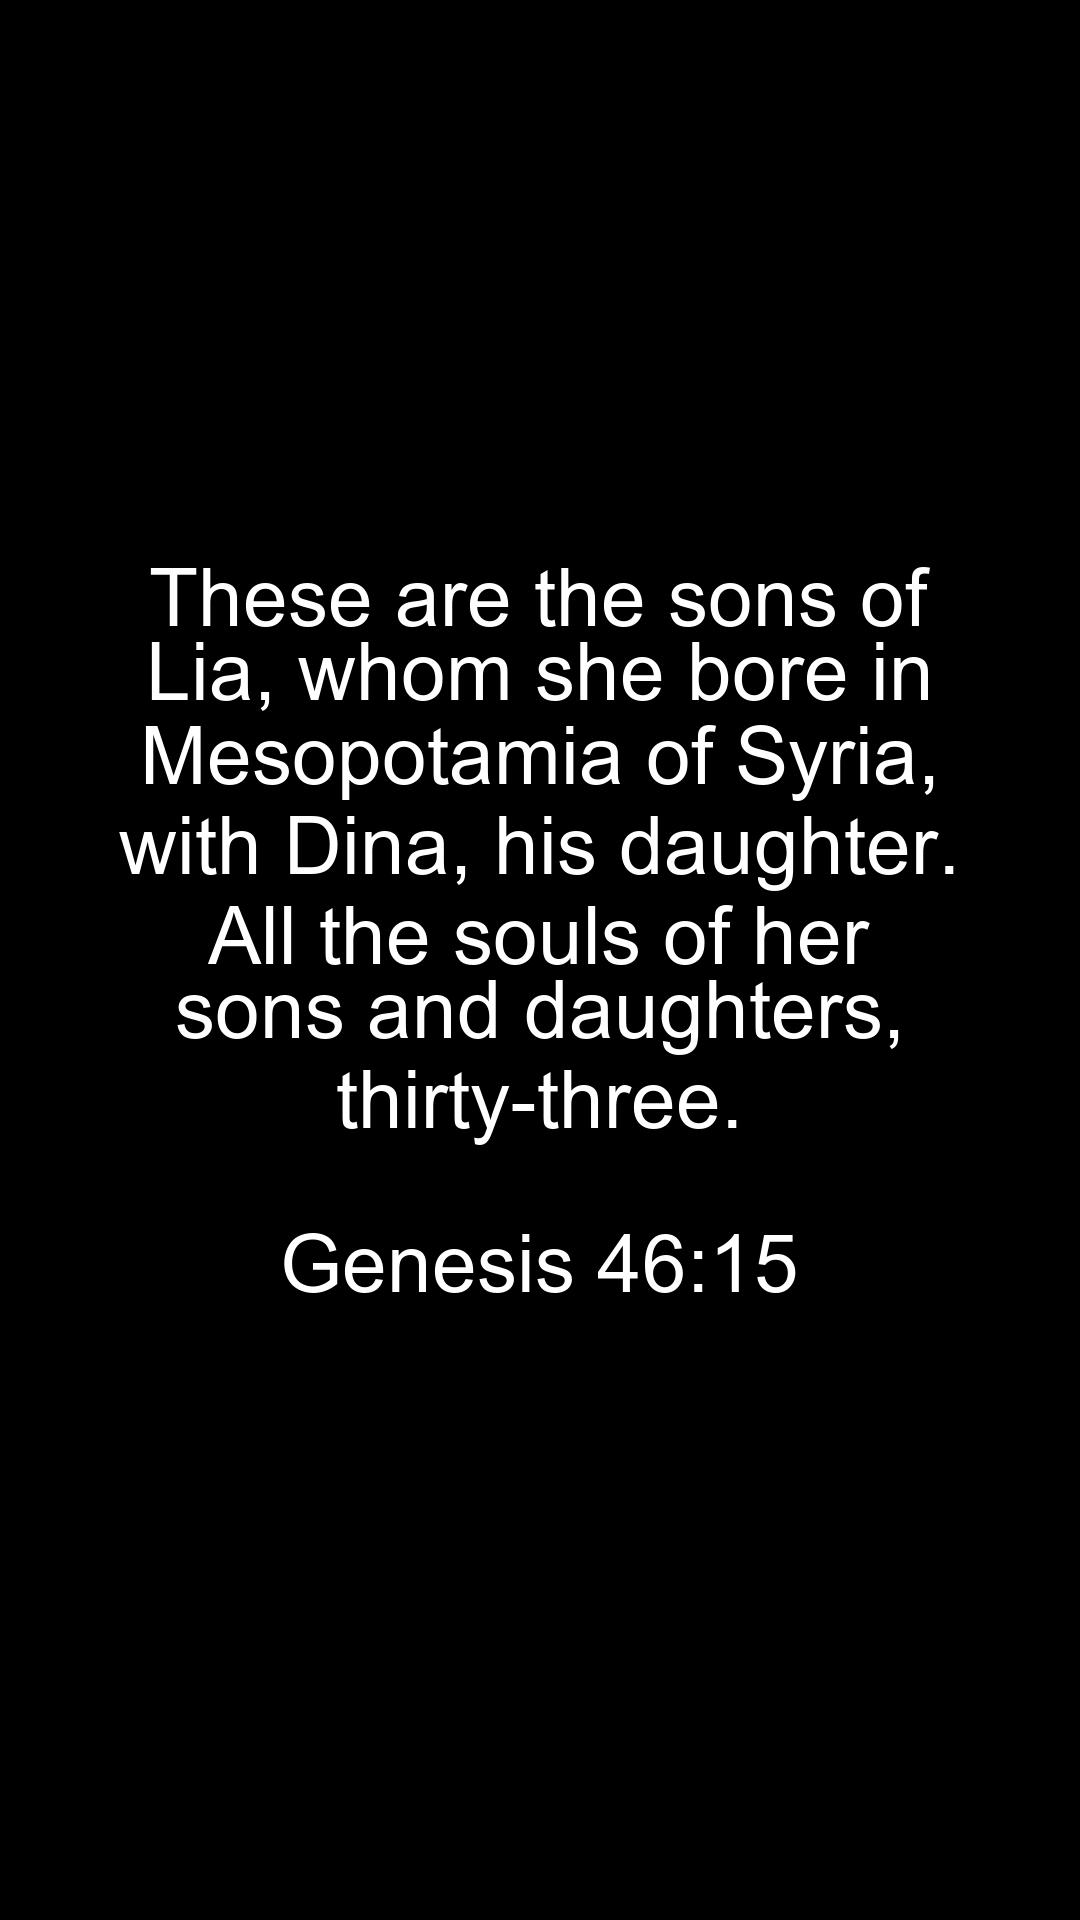 These are the sons of
Lia, whom she bore in
Mesopotamia of Syria,
with Dina, his daughter.
All the souls of her
sons and daughters,
thirty-three.
Genesis 46:15